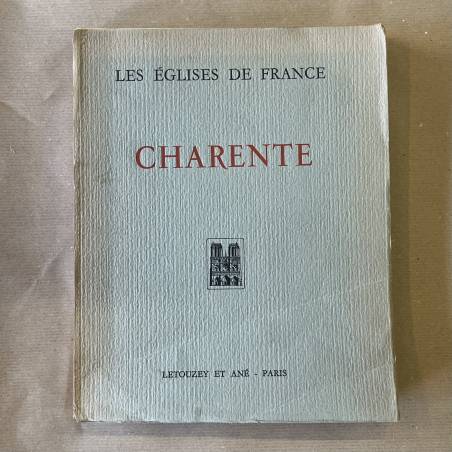 LES ÉGLISES DE FRANCE
CHARENTE
LETOUZEY ET ANÉ - PARIS